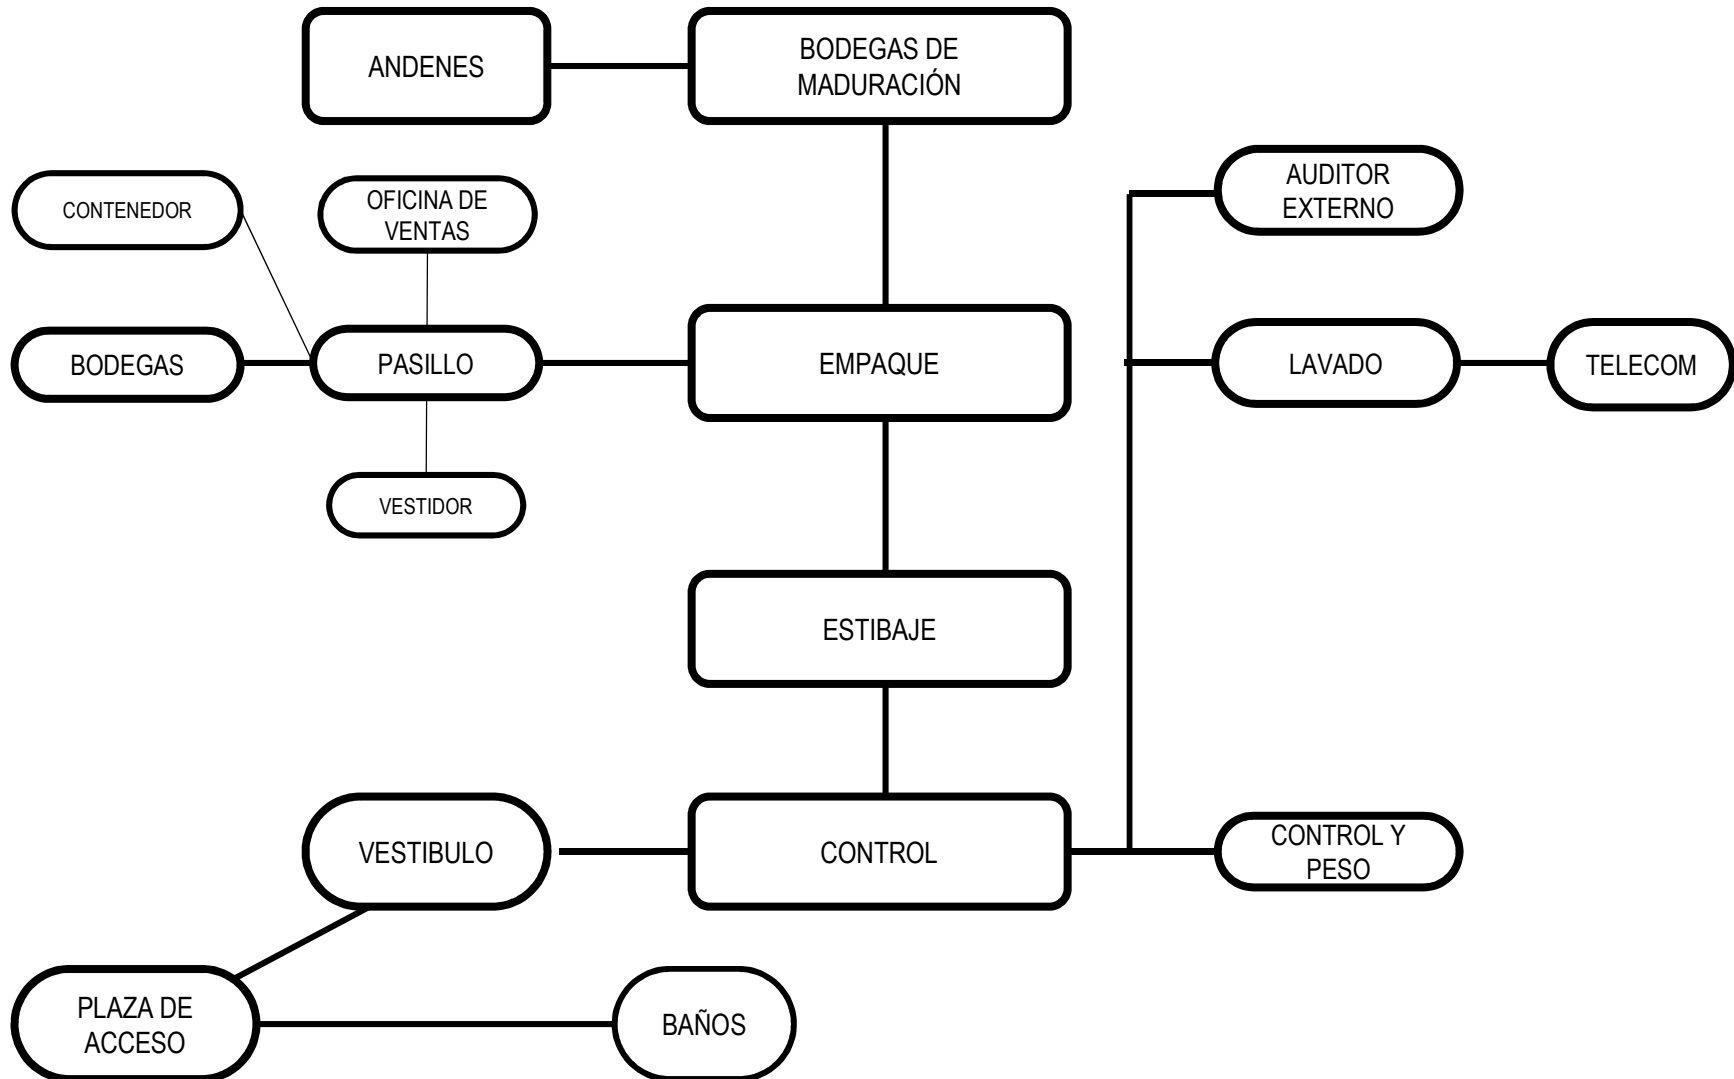 ANDENES
BODEGAS DE
MADURACIÓN
AUDITOR
EXTERNO
CONTENEDOR
OFICINA DE
VENTAS
BODEGAS
PASILLO
EMPAQUE
LAVADO
TELECOM
VESTIDOR
ESTIBAJE
VESTIBULO
CONTROL
CONTROL Y
PESO
PLAZA DE
ACCESO
BAÑOS